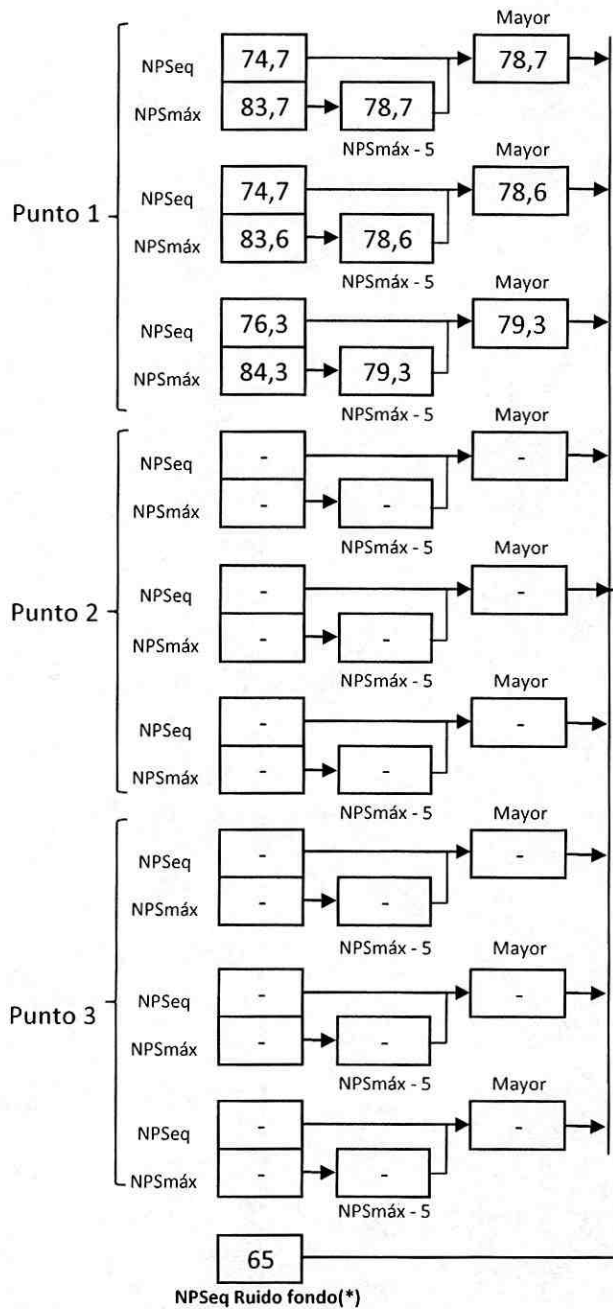 Mayor
NPSeq 74,7 78,7
NPSmáx 83,7 78,7
NPSmáx - 5
Mayor
NPSeq 74,7 78,6
NPSmáx 83,6 78,6
NPSmáx - 5
Punto 1
Mayor
NPSeq 76,3 79,3
NPSmáx 84,3 79,3
NPSmáx - 5
Mayor
NPSeq - -
NPSmáx - -
NPSmáx - 5
Mayor
NPSeq - -
Punto 2
NPSmáx - -
NPSmáx - 5
Mayor
NPSeq - -
NPSmáx - -
NPSmáx - 5
Mayor
NPSeq - -
NPSmáx - -
NPSmáx - 5
Mayor
NPSeq - -
Punto 3
NPSmáx - -
NPSmáx - 5
Mayor
NPSeq - -
NPSmáx - -
NPSmáx - 5
65
NPSeq Ruido fondo(*)